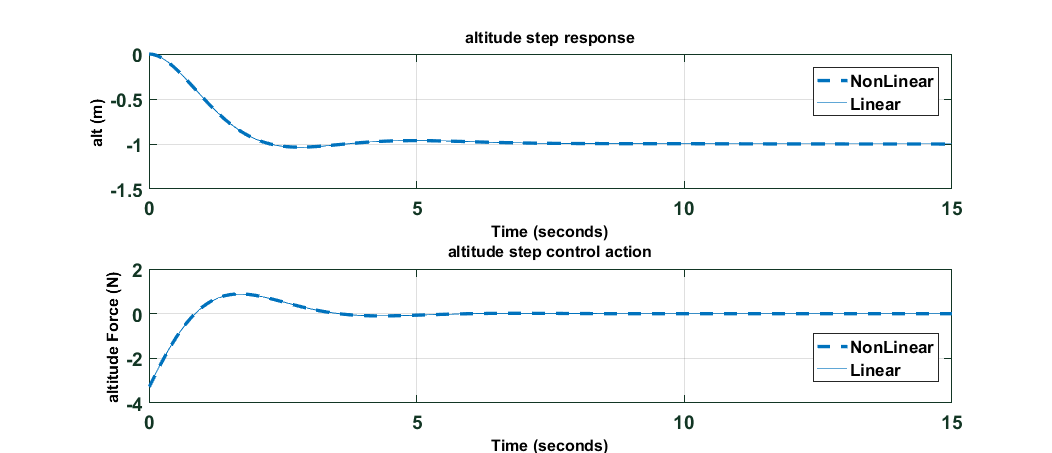 altitude step response
0
-0.5
-1
-1.5
alt (m)
NonLinear
Linear
0 5 10 15
Time (seconds)
altitude step control action
2
0
-2
-4
altitude Force (N)
NonLinear
Linear
0 5 10 15
Time (seconds)